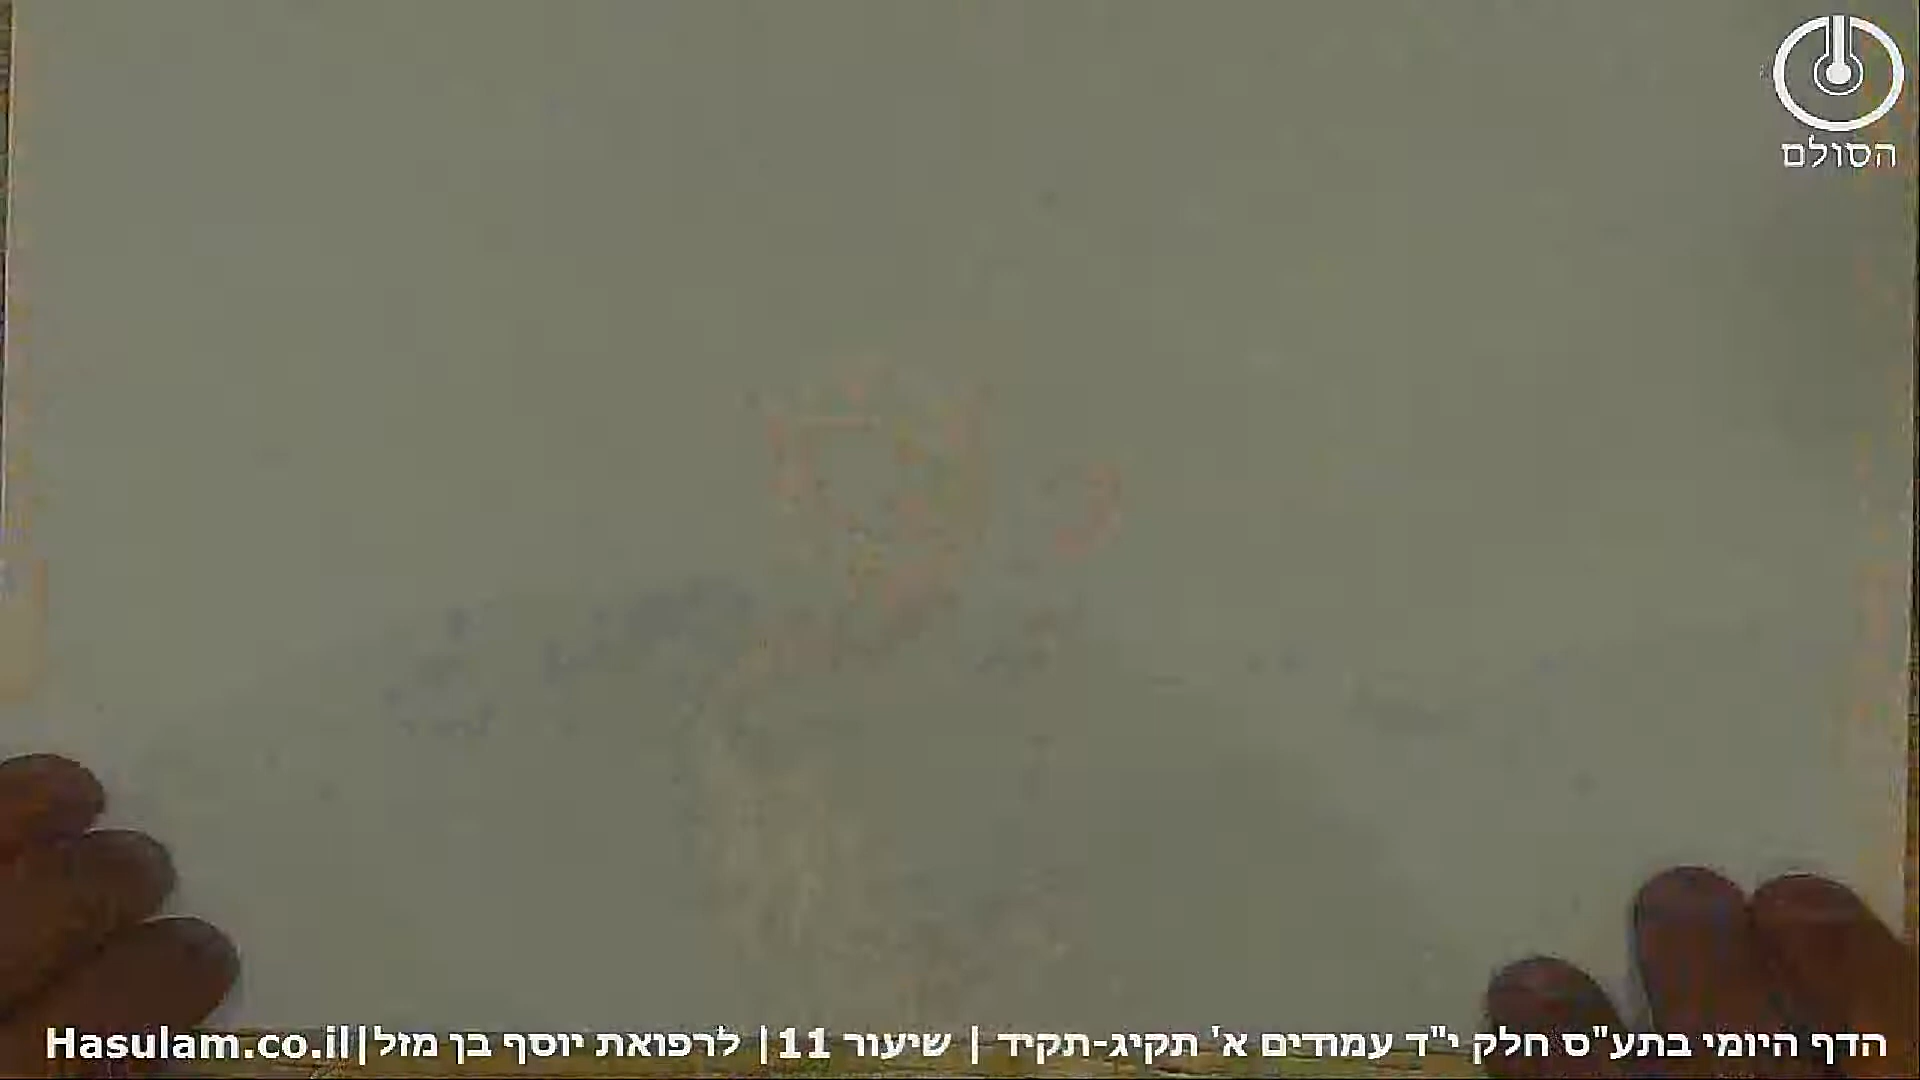 הסולם
הדף היומי בתע"ס חלק י"ד עמודים א' תקיג-תקיד | שיעור 11 | לרפואת יוסף בן מזל|Hasulam.co.il